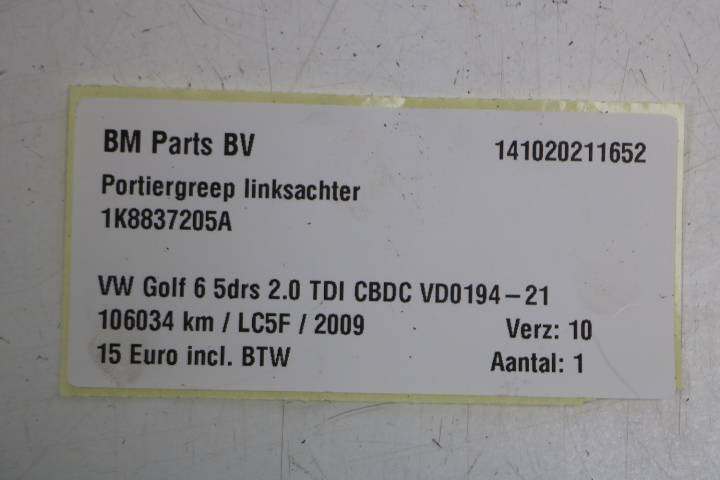 BM Parts BV 141020211652
Portiergreep linksachter
1K8837205A
VW Golf 6 5drs 2.0 TDI CBDC VD0194-21
106034 km / LC5F / 2009 Verz: 10
15 Euro incl. BTW Aantal: 1